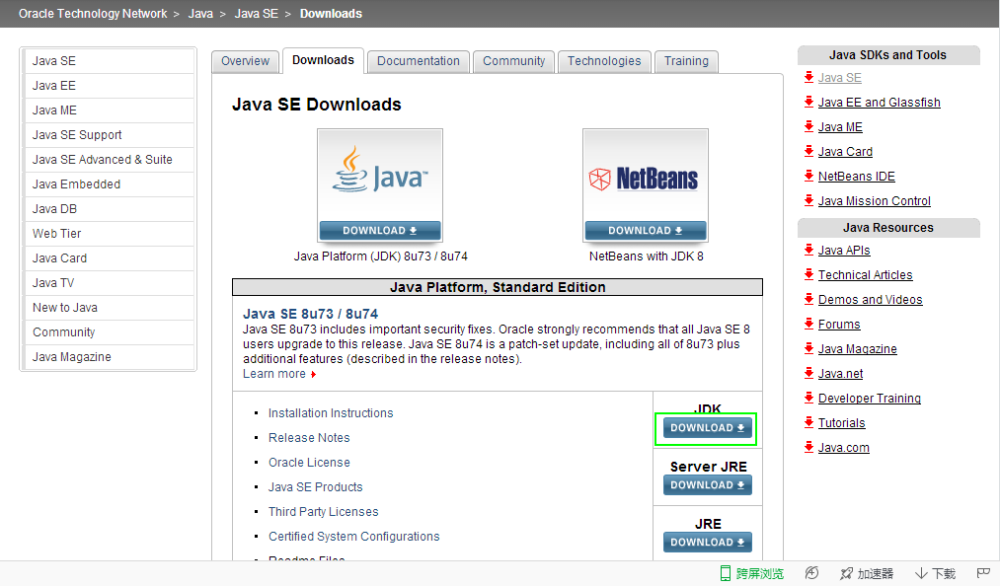 Oracle Technology Network > Java > Java SE > Downloads
Java SE
Java EE
Java ME
Java SE Support
Java SE Advanced & Suite
Java Embedded
Java DB
Web Tier
Java Card
Java TV
New to Java
Community
Java Magazine
Overview Downloads Documentation Community Technologies Training
Java SE Downloads
Java™
DOWNLOAD
Java Platform (JDK) 8u73 / 8u74
NetBeans
DOWNLOAD
NetBeans with JDK 8
Java Platform, Standard Edition
Java SE 8u73 / 8u74
Java SE 8u73 includes important security fixes. Oracle strongly recommends that all Java SE 8
users upgrade to this release. Java SE 8u74 is a patch-set update, including all of 8u73 plus
additional features (described in the release notes).
Learn more
Installation Instructions
Release Notes
Oracle License
Java SE Products
Third Party Licenses
Certified System Configurations
Readme Files
JDK
DOWNLOAD
Server JRE
DOWNLOAD
JRE
DOWNLOAD
Java SDKs and Tools
Java SE
Java EE and Glassfish
Java ME
Java Card
NetBeans IDE
Java Mission Control
Java Resources
Java APIs
Technical Articles
Demos and Videos
Forums
Java Magazine
Java.net
Developer Training
Tutorials
Java.com
跨屏浏览 加速器 下载